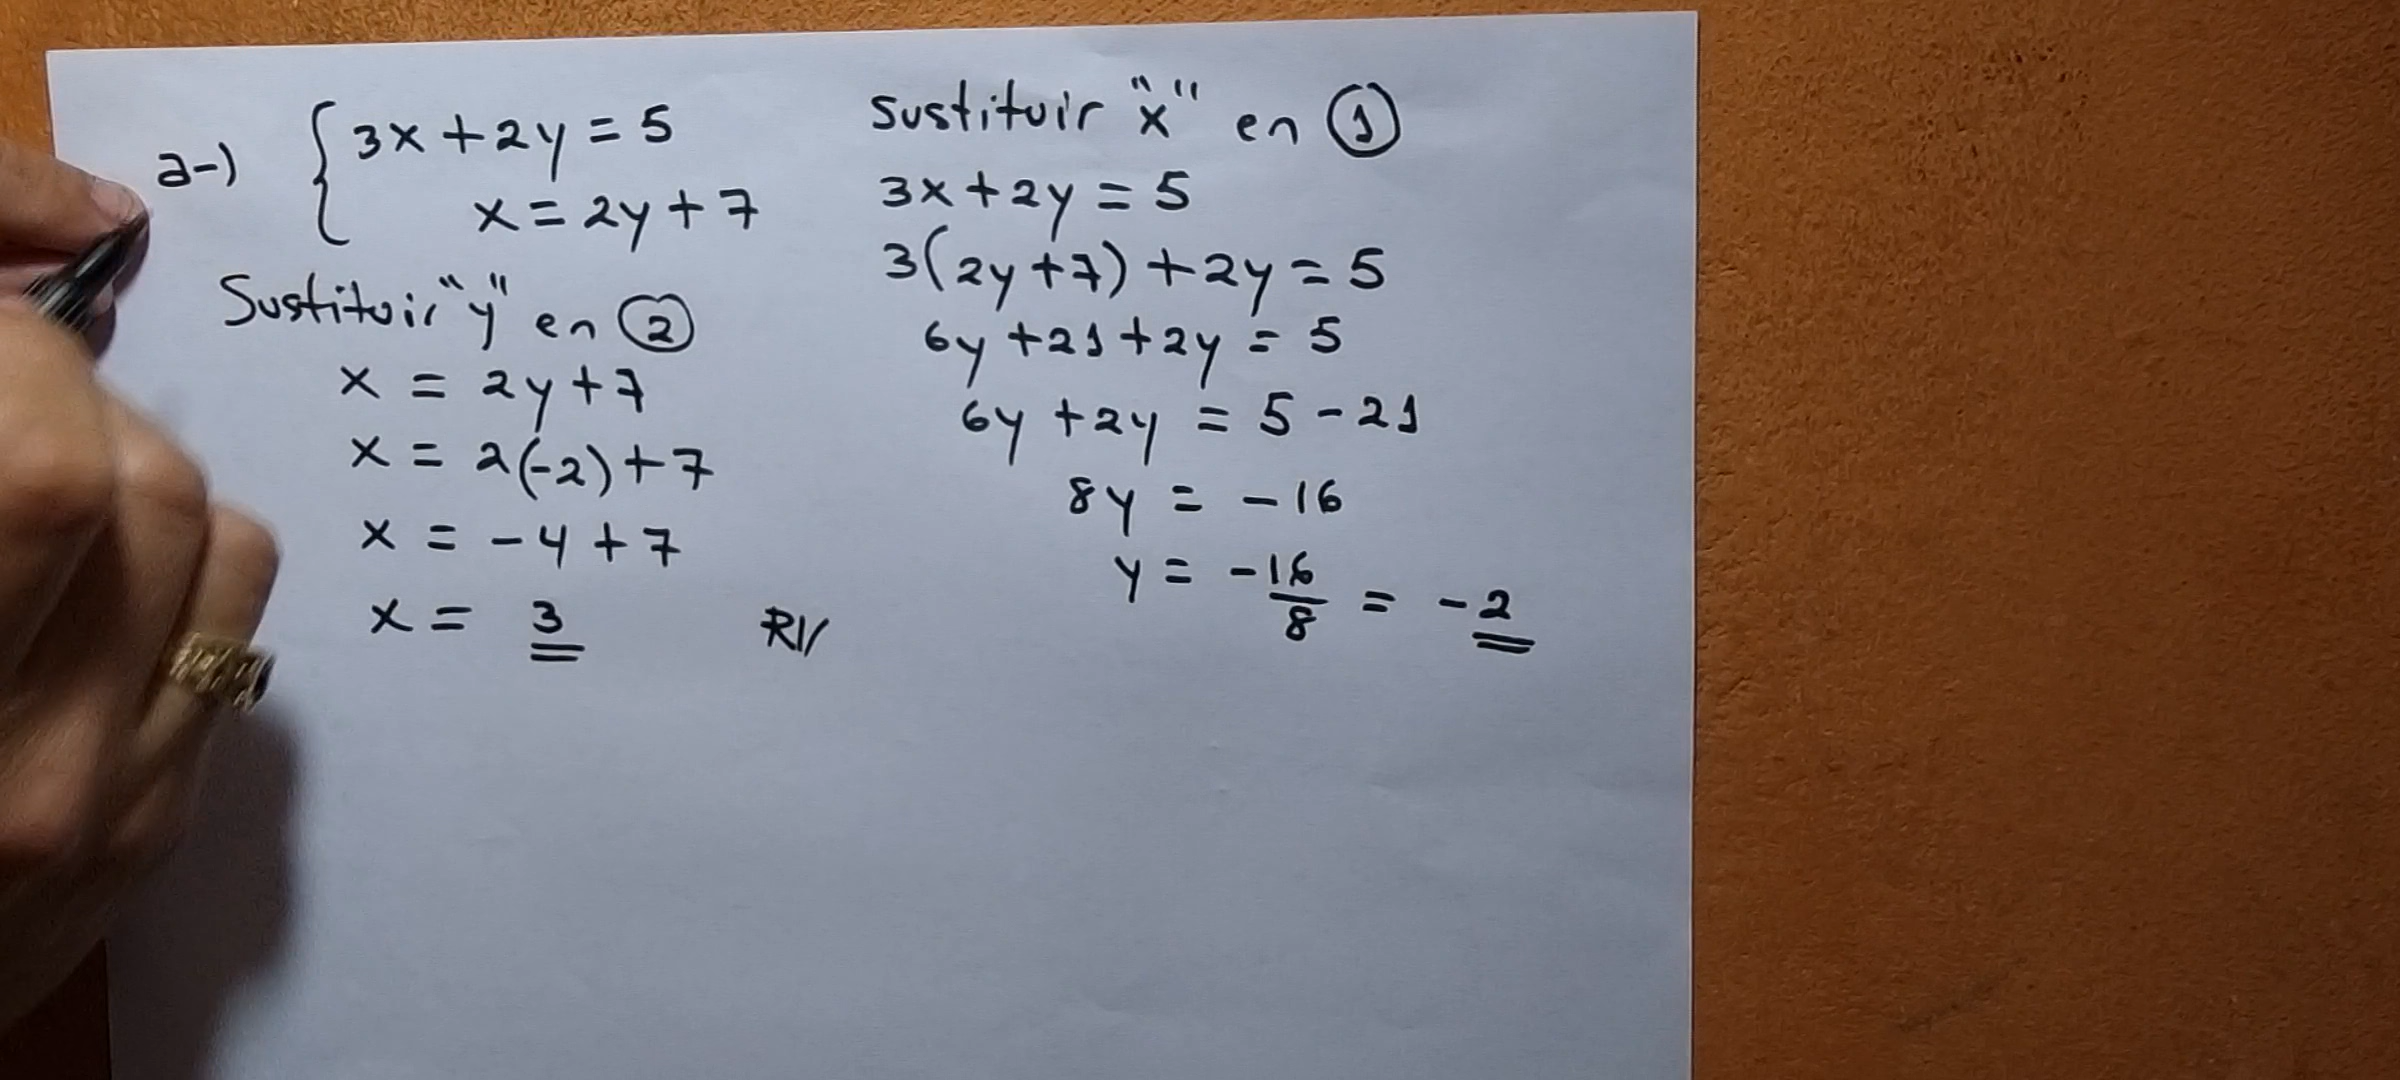 a-) { 3x + 2y = 5
x = 2y + 7
Sustituir "y" en ②
x = 2y + 7
x = 2(-2) + 7
x = -4 + 7
x = 3
R//
sustituir "x" en ①
3x + 2y = 5
3(2y + 7) + 2y = 5
6y + 21 + 2y = 5
6y + 2y = 5 - 21
8y = -16
y = -16/8 = -2